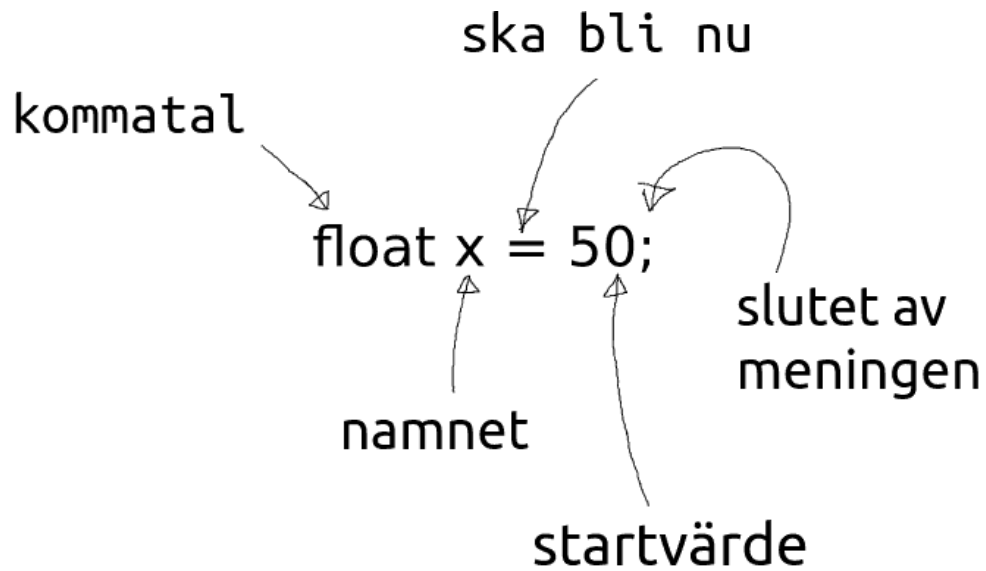 ska bli nu
kommatal
float x = 50;
slutet av
meningen
namnet
startvärde